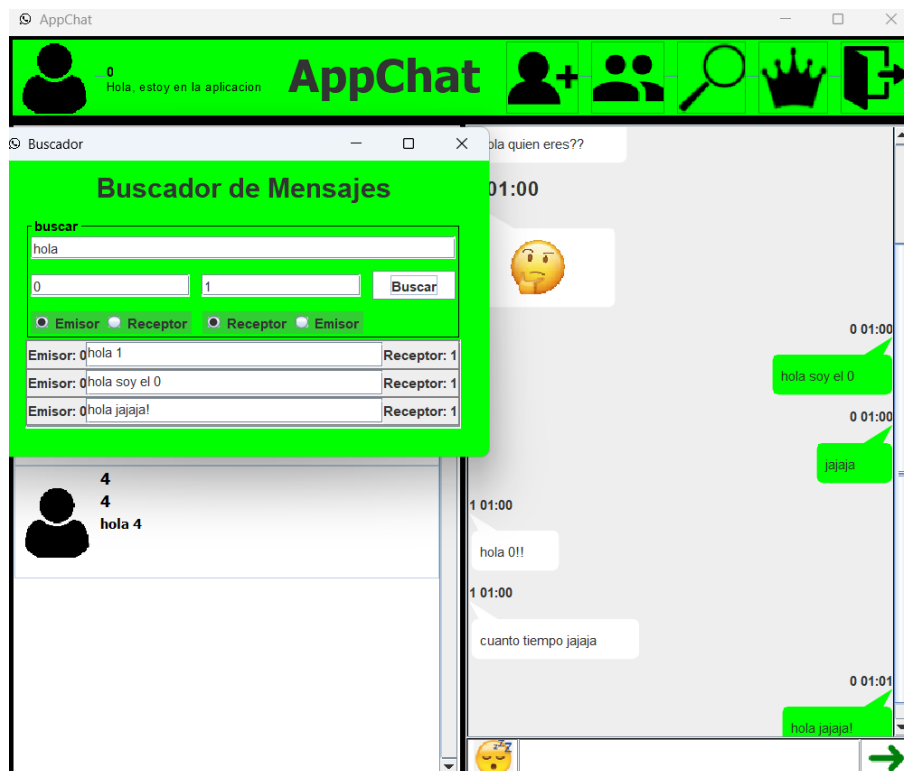 AppChat
0
Hola, estoy en la aplicacion
AppChat
Buscador
Buscador de Mensajes
buscar
hola
0
1
Buscar
Emisor
Receptor
Receptor
Emisor
Emisor: 0 hola 1 Receptor: 1
Emisor: 0 hola soy el 0 Receptor: 1
Emisor: 0 hola jajaja! Receptor: 1
4
4
hola 4
quien eres??
01:00
0 01:00
hola soy el 0
0 01:00
jajaja
1 01:00
hola 0!!
1 01:00
cuanto tiempo jajaja
0 01:01
hola jajaja!